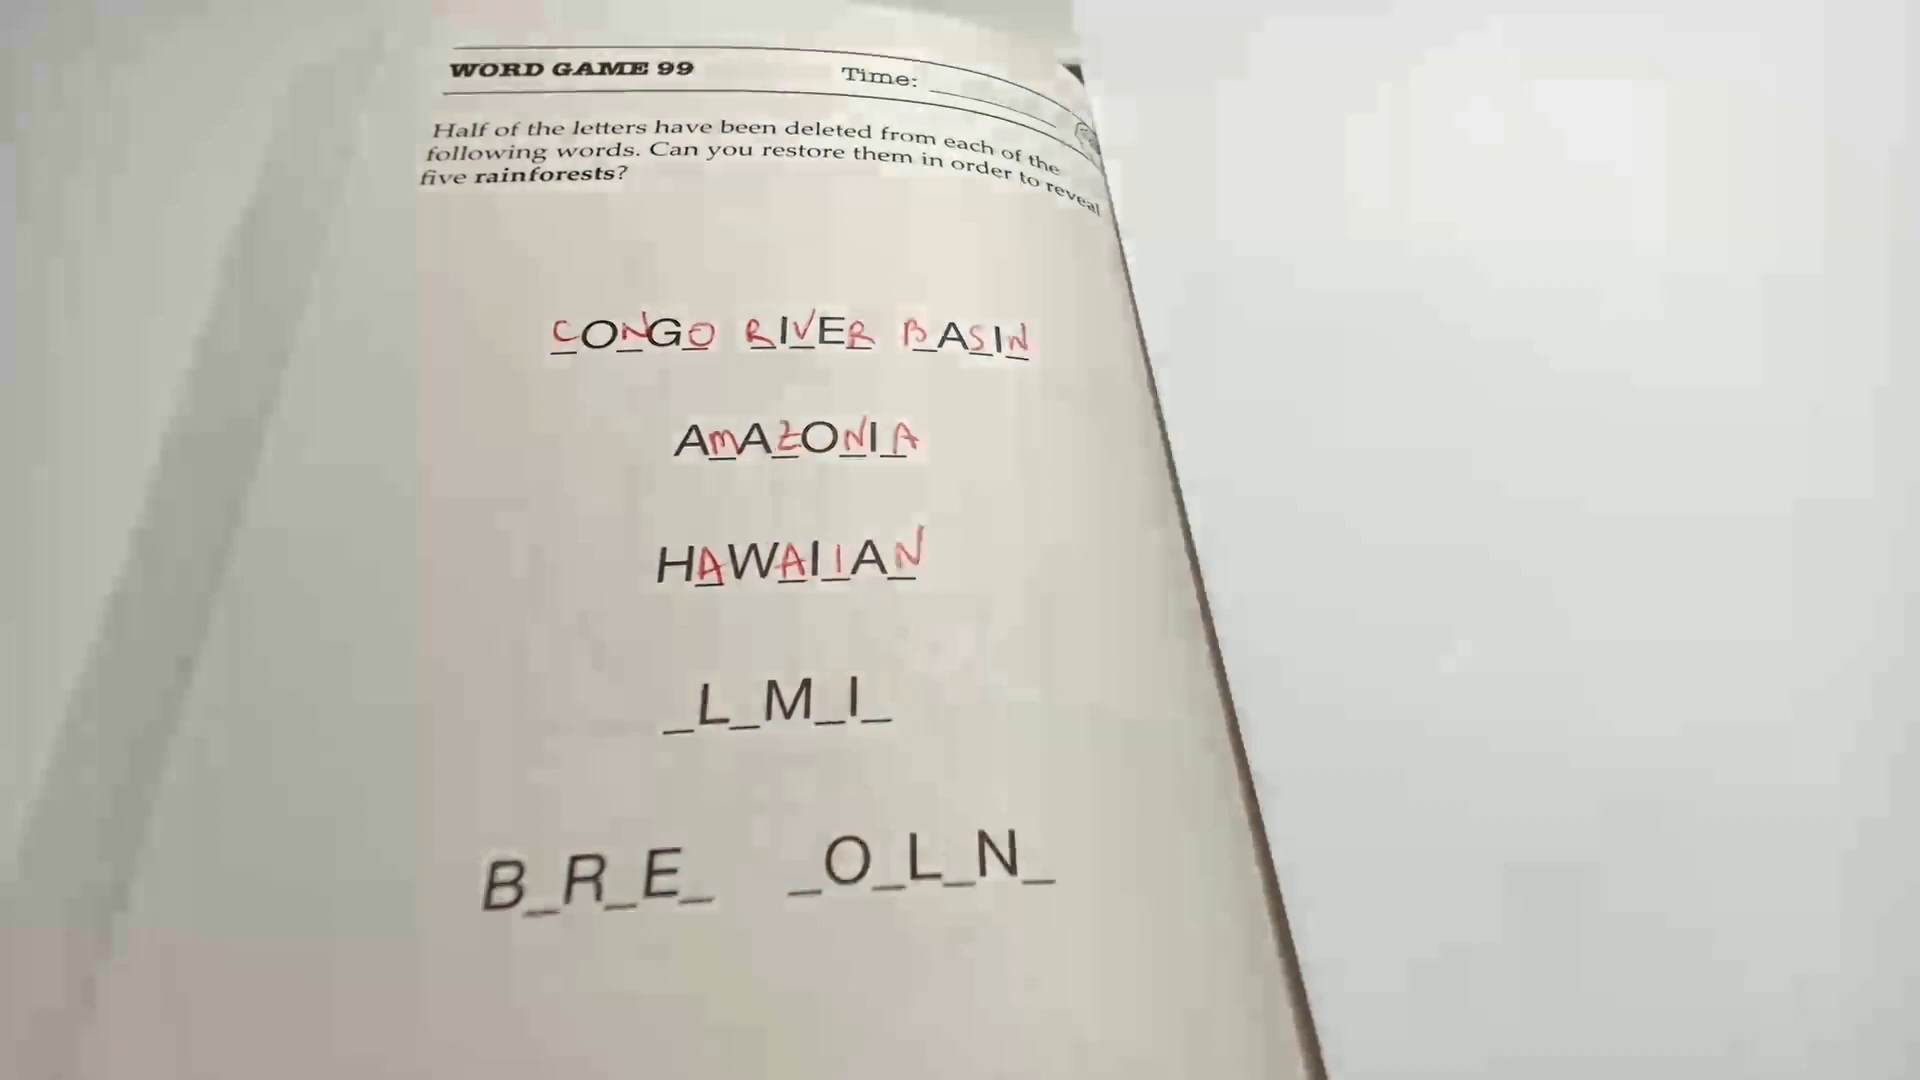 WORD GAME 99 Time: ______
Half of the letters have been deleted from each of the
following words. Can you restore them in order to reveal
five rainforests?
CONGO RIVER BASIN
AMAZONIA
HAWAIIAN
_L_M_I_
B_R_E_ _O_L_N_